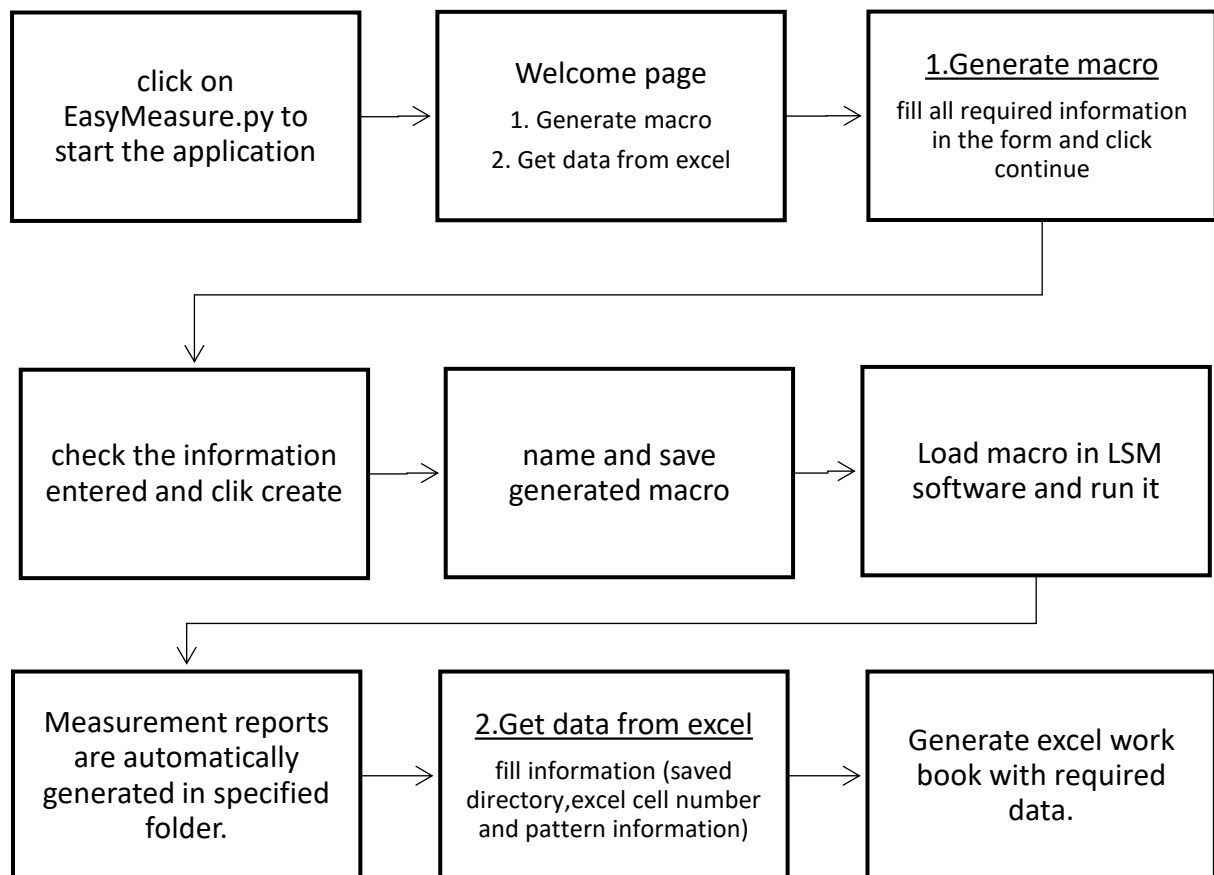 click on
EasyMeasure.py to
start the application
Welcome page
1. Generate macro
2. Get data from excel
1.Generate macro
fill all required information
in the form and click
continue
check the information
entered and clik create
name and save
generated macro
Load macro in LSM
software and run it
Measurement reports
are automatically
generated in specified
folder.
2.Get data from excel
fill information (saved
directory,excel cell number
and pattern information)
Generate excel work
book with required
data.